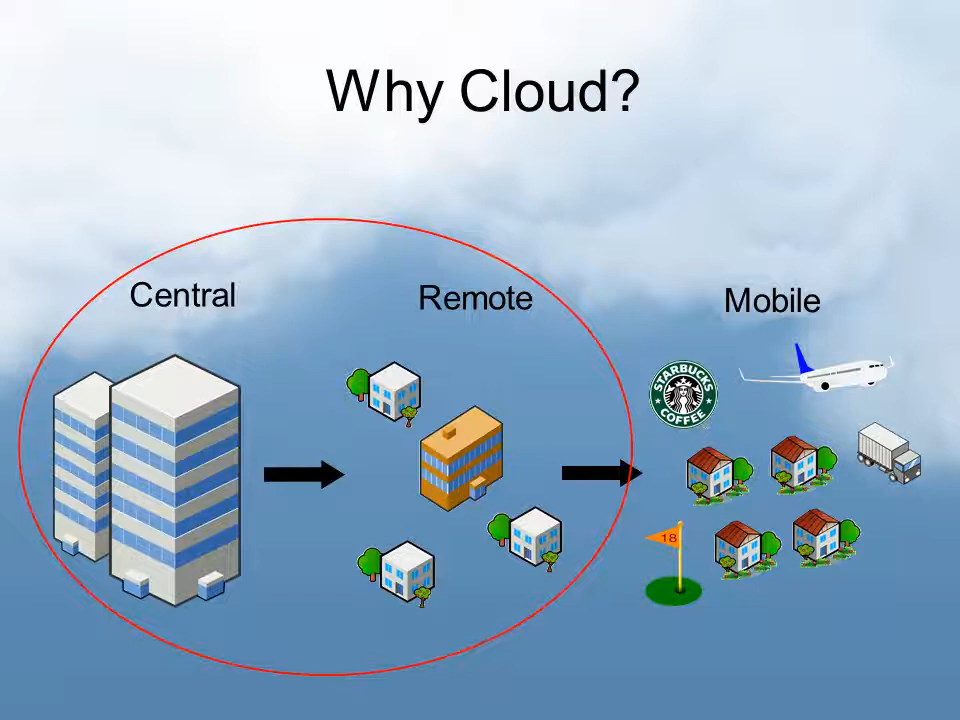 Why Cloud?
Central
Remote
Mobile
STARBUCKS
COFFEE
18